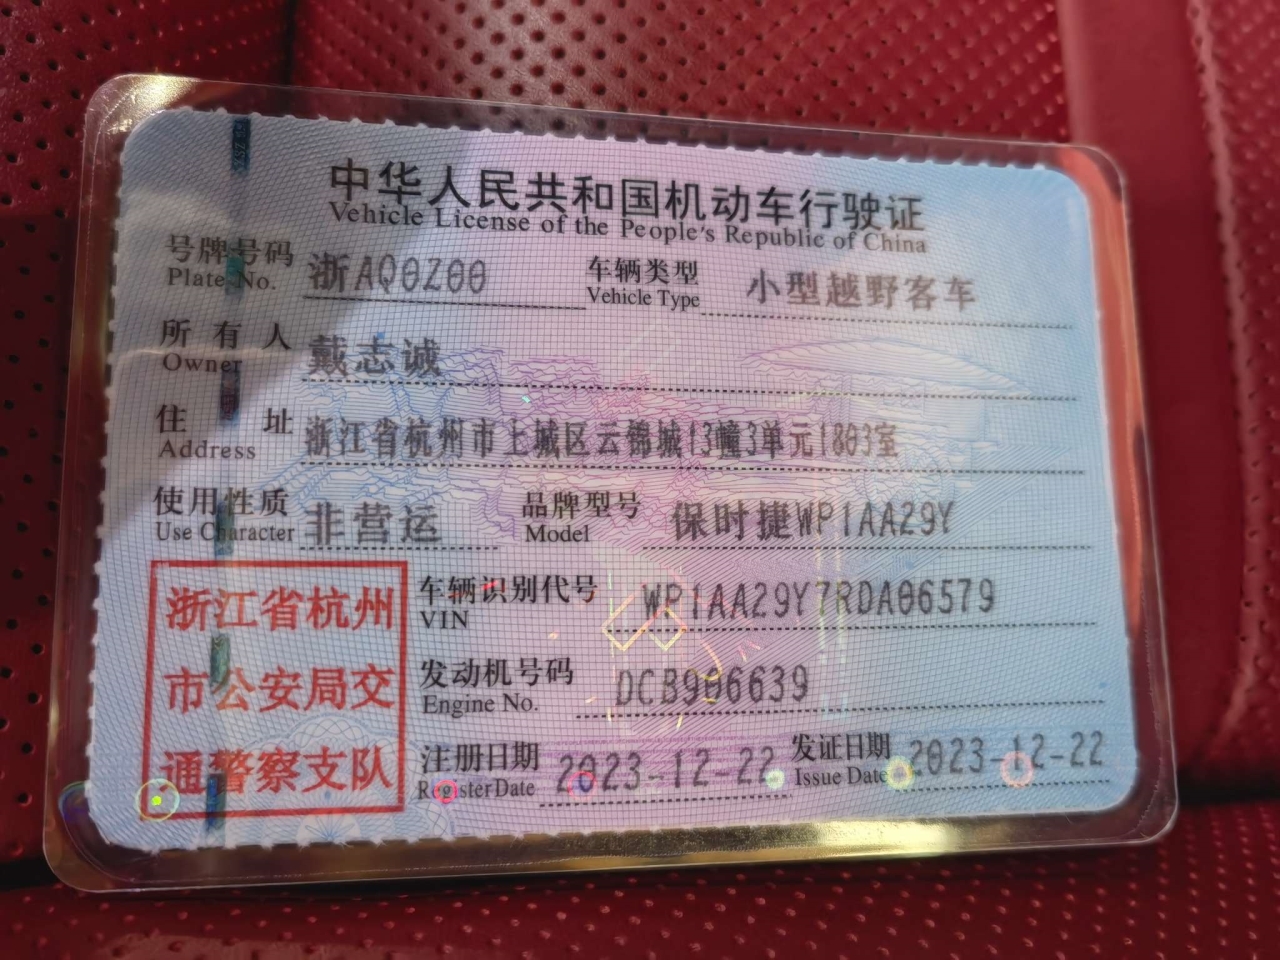 中华人民共和国机动车行驶证
Vehicle License of the People's Republic of China
号牌号码 浙AQ0Z00 车辆类型 小型越野客车
Plate No. Vehicle Type
所有人 戴志诚
Owner
住址 浙江省杭州市上城区云锦城13幢3单元1803室
Address
使用性质 非营运 品牌型号 保时捷WP1AA29Y
Use Character Model
浙江省杭州
市公安局交
通警察支队
车辆识别代号 WP1AA29Y7RDA06579
VIN
发动机号码 DCB906639
Engine No.
注册日期 2023-12-22 发证日期 2023-12-22
Register Date Issue Date